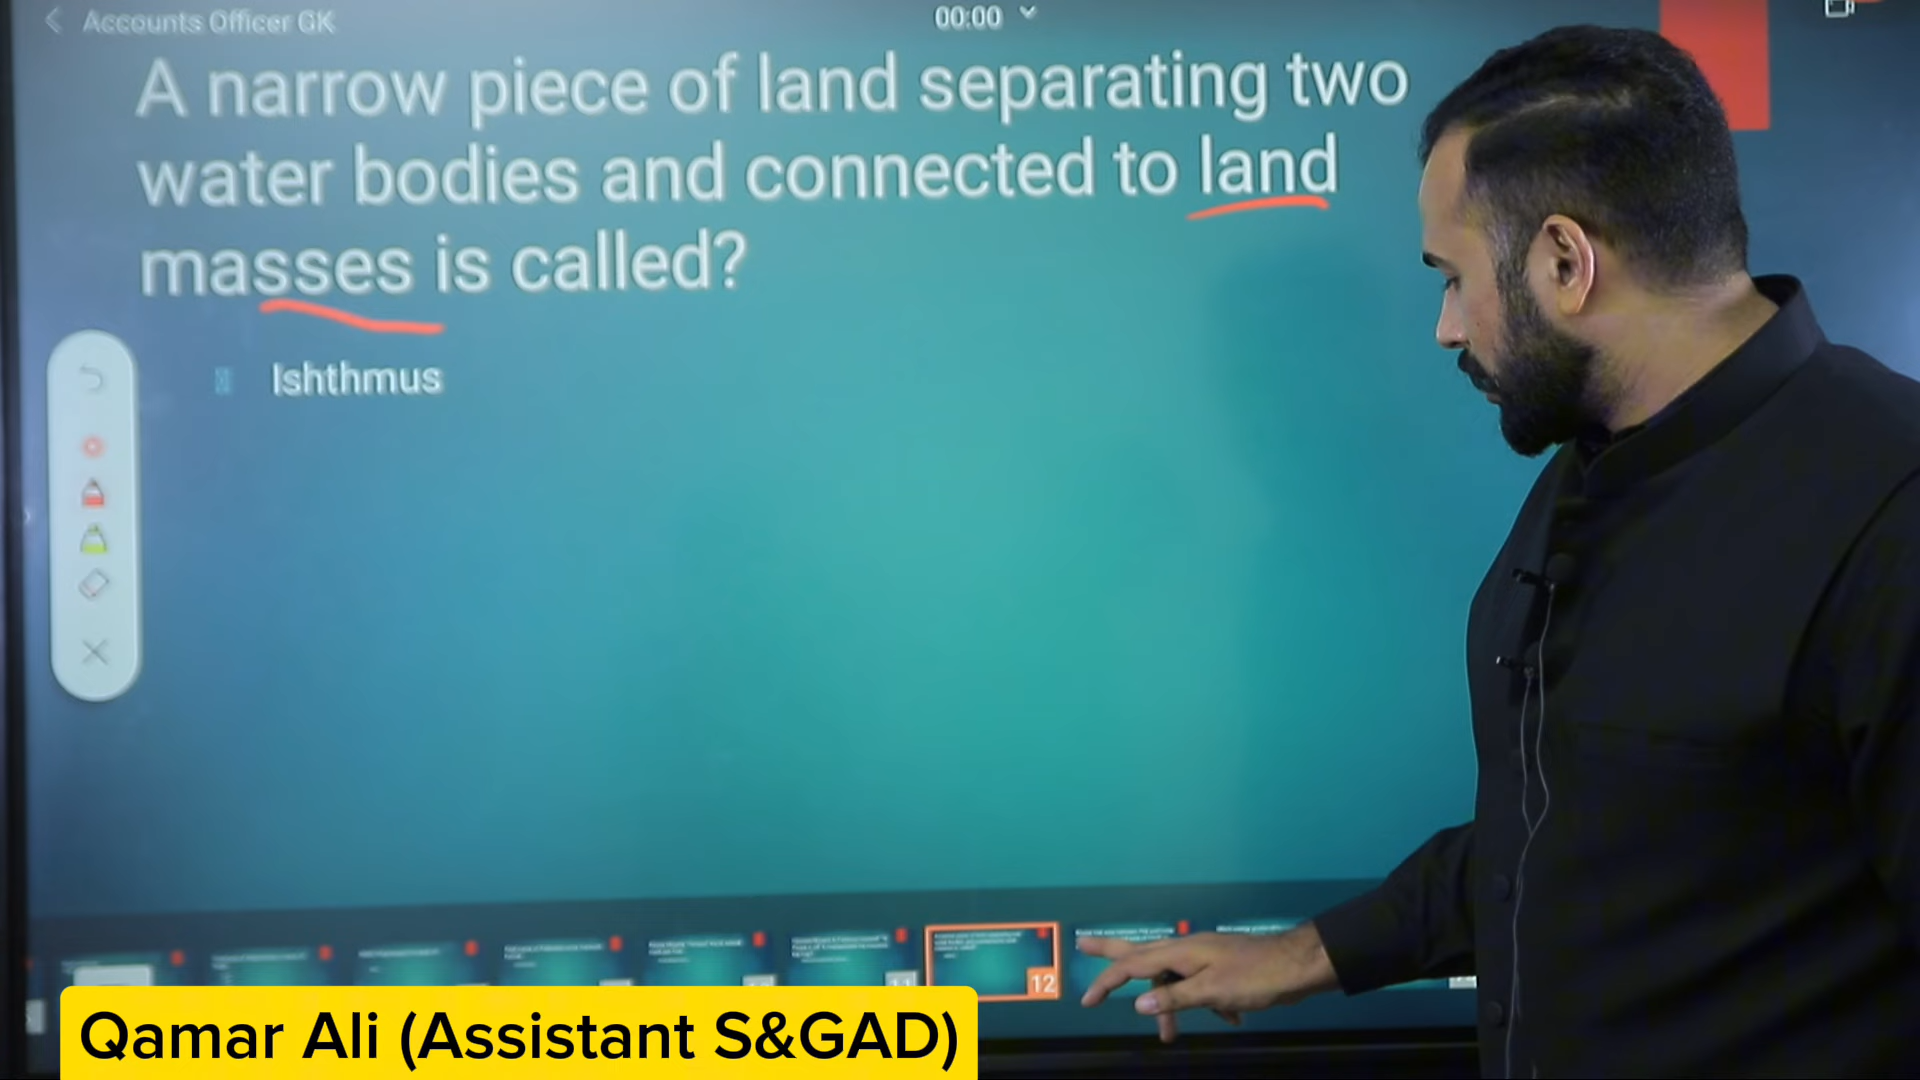 Accounts Officer GK
00:00
A narrow piece of land separating two
water bodies and connected to land
masses is called?
Ishthmus
11
12
Qamar Ali (Assistant S&GAD)